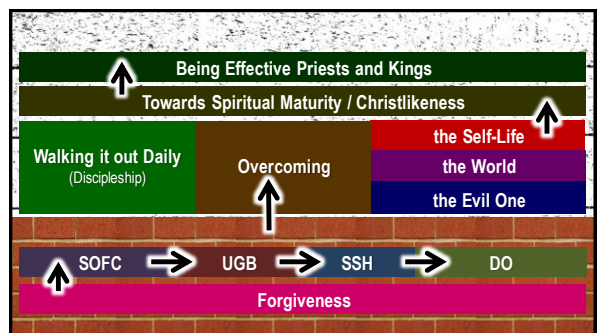 Being Effective Priests and Kings
Towards Spiritual Maturity / Christlikeness
Walking it out Daily
(Discipleship)
Overcoming
the Self-Life
the World
the Evil One
SOFC
UGB
SSH
DO
Forgiveness